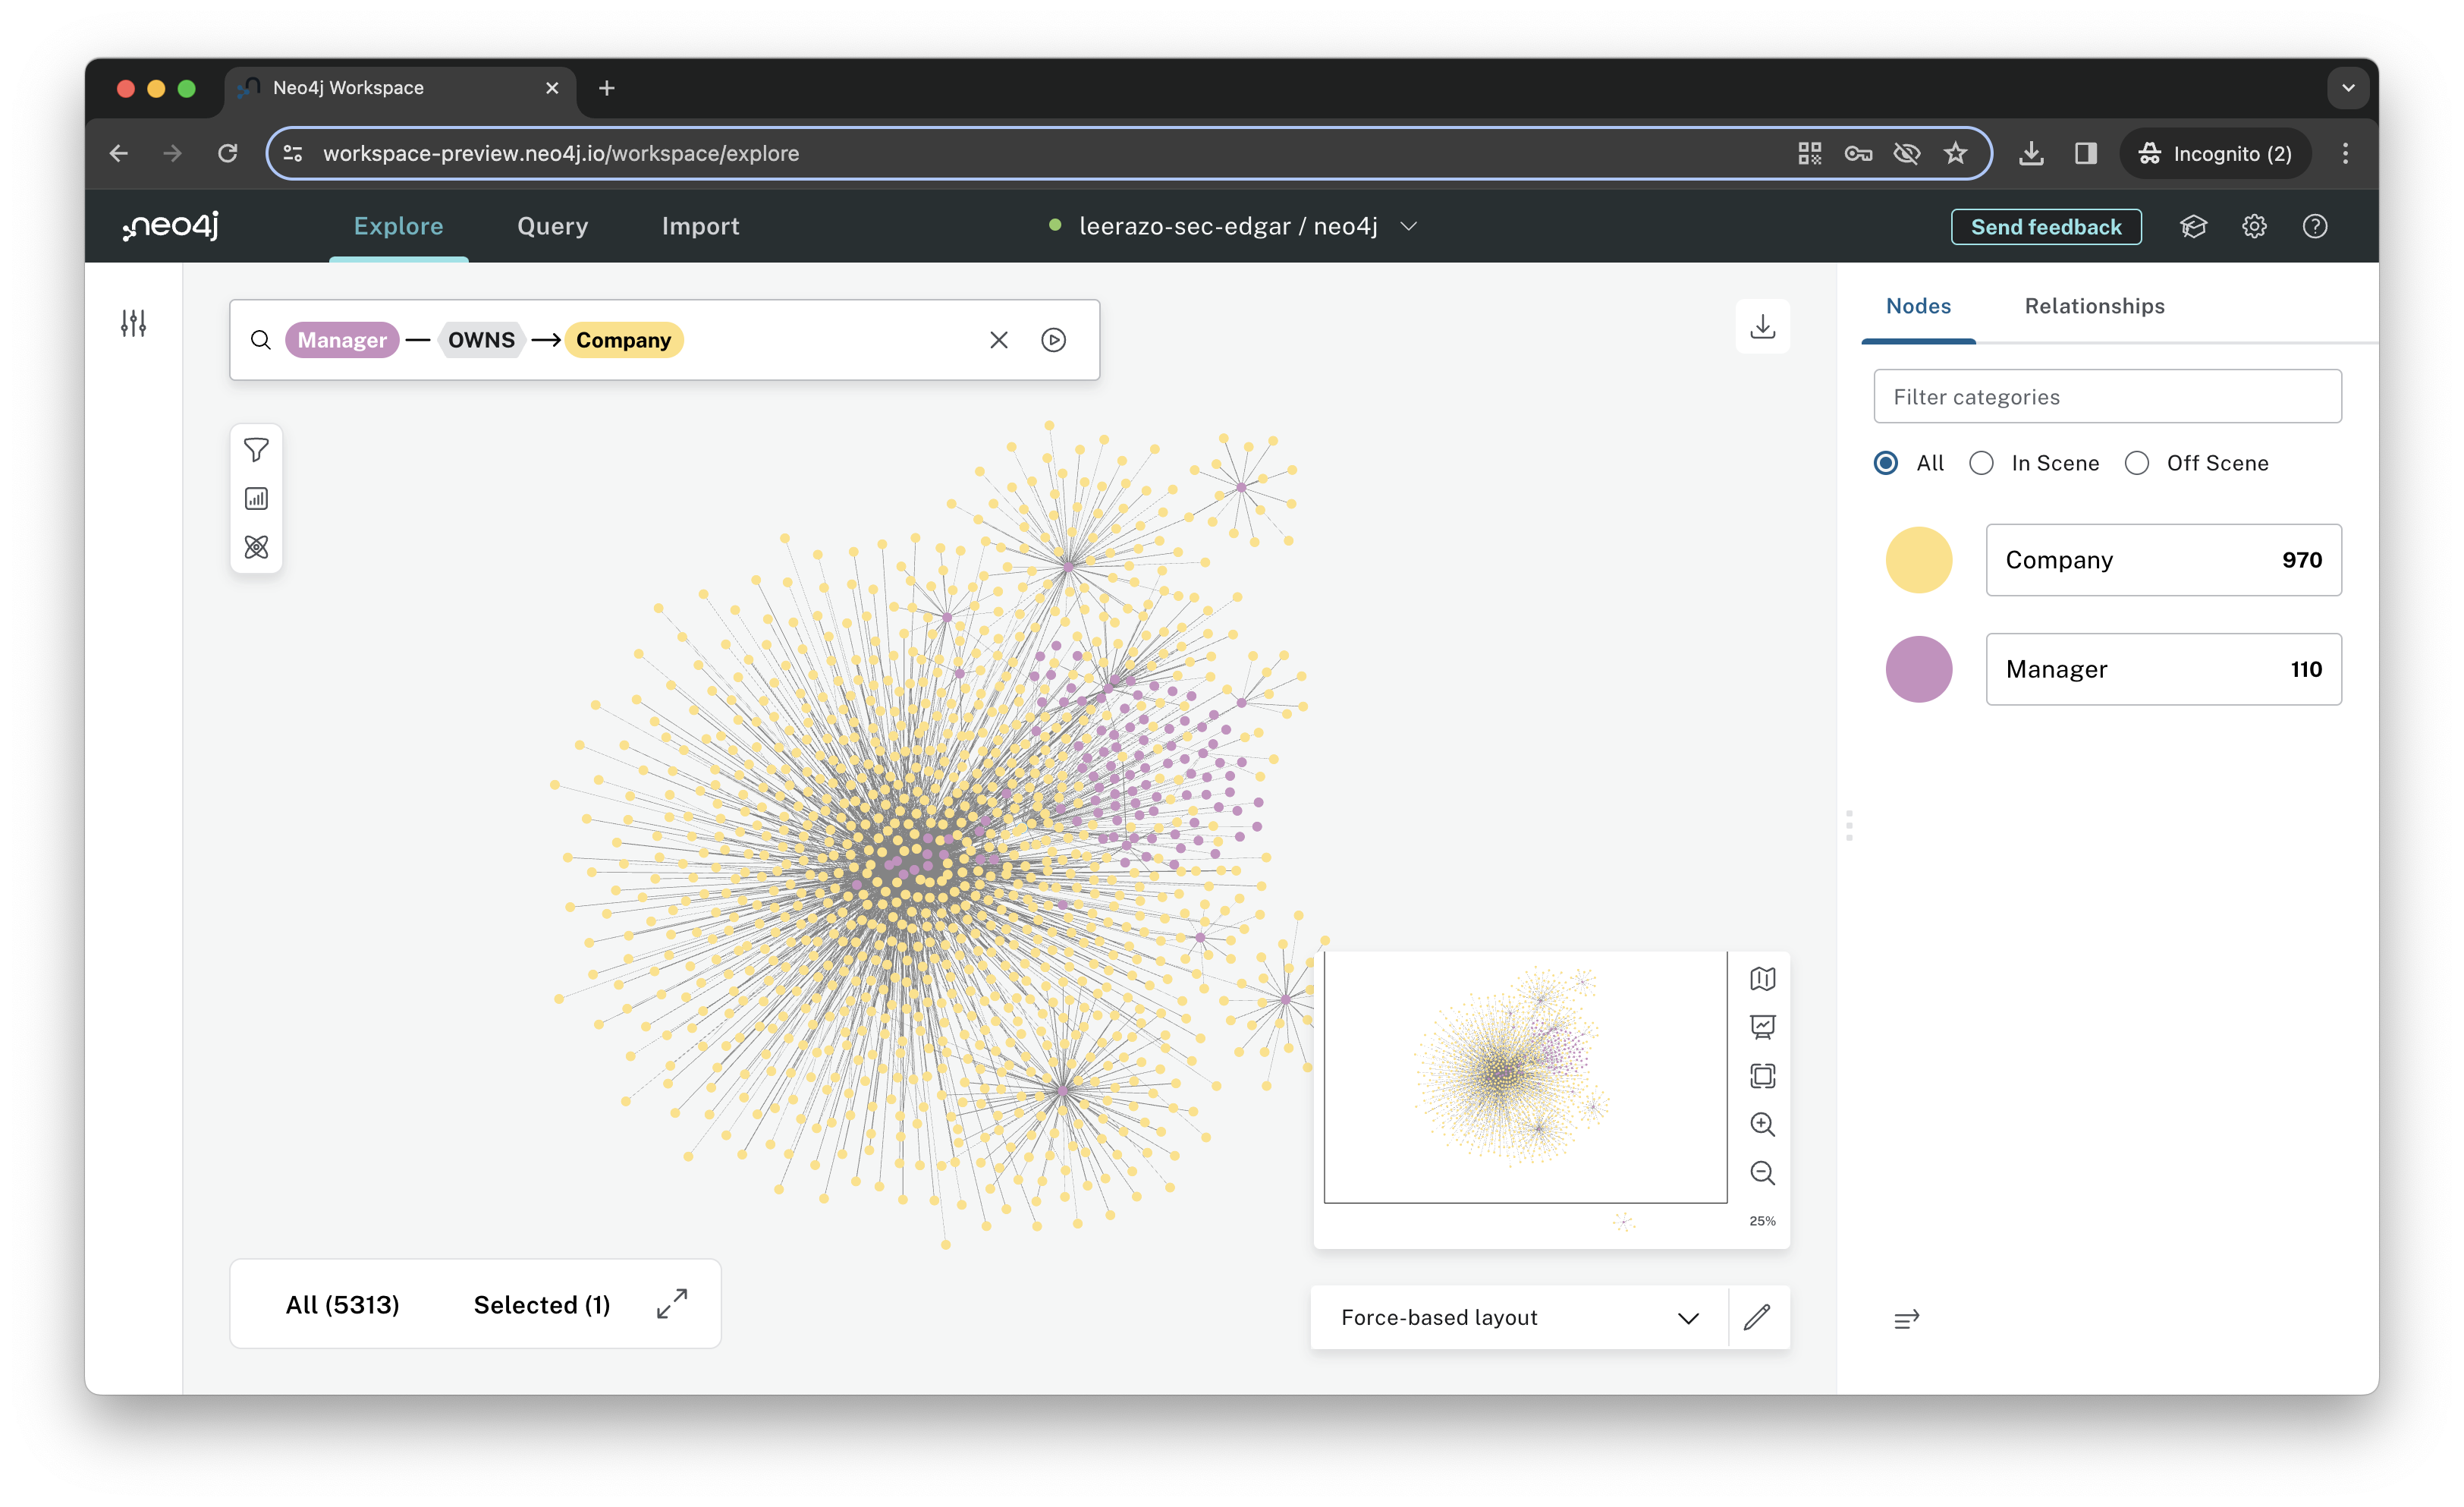 Neo4j Workspace
workspace-preview.neo4j.io/workspace/explore
Incognito (2)
neo4j
Explore
Query
Import
leerazo-sec-edgar / neo4j
Send feedback
Manager
OWNS
Company
Nodes
Relationships
Filter categories
All
In Scene
Off Scene
Company 970
Manager 110
25%
All (5313)
Selected (1)
Force-based layout